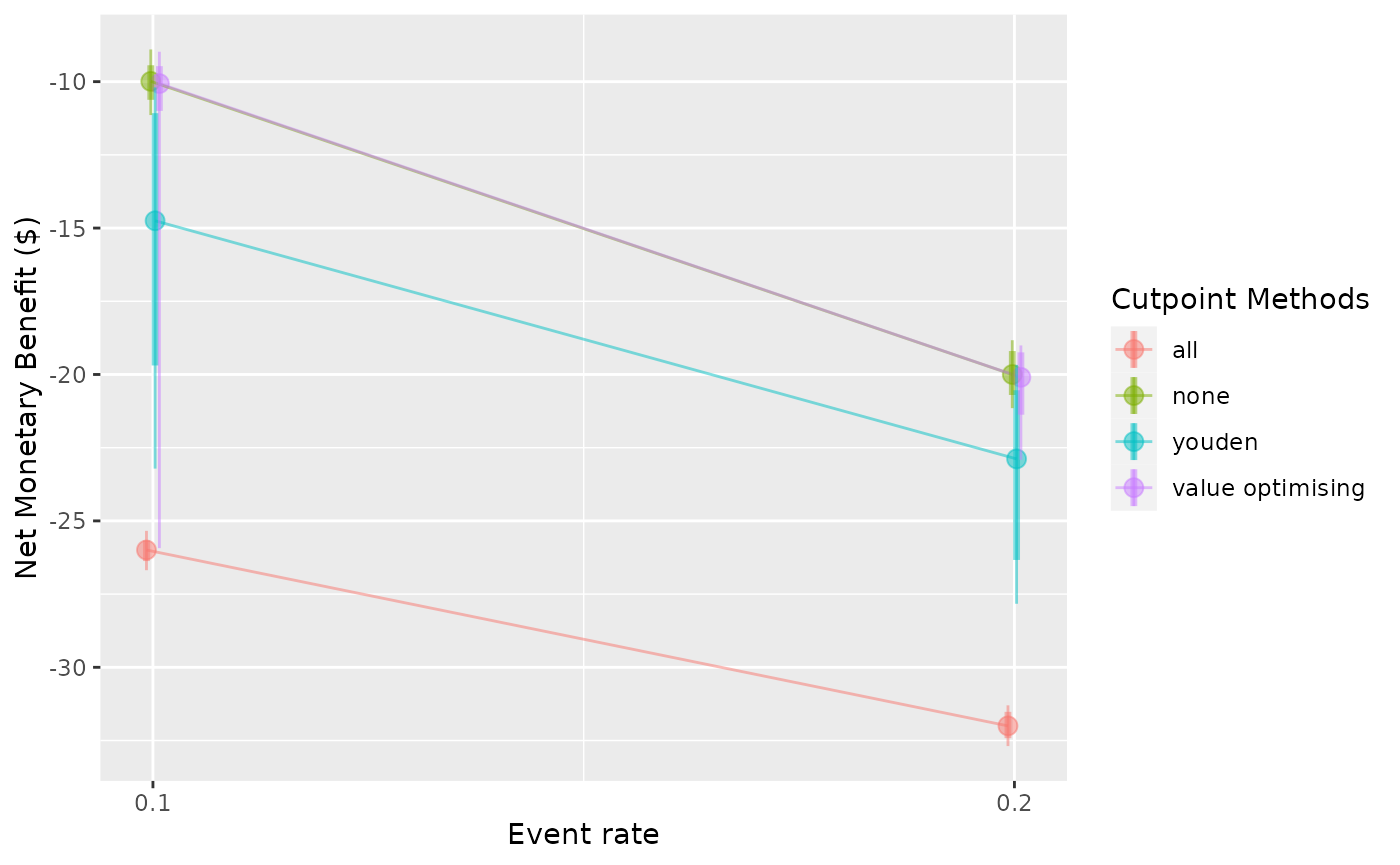 Net Monetary Benefit ($)
-10
-15
-20
-25
-30
0.1
0.2
Event rate
Cutpoint Methods
all
none
youden
value optimising